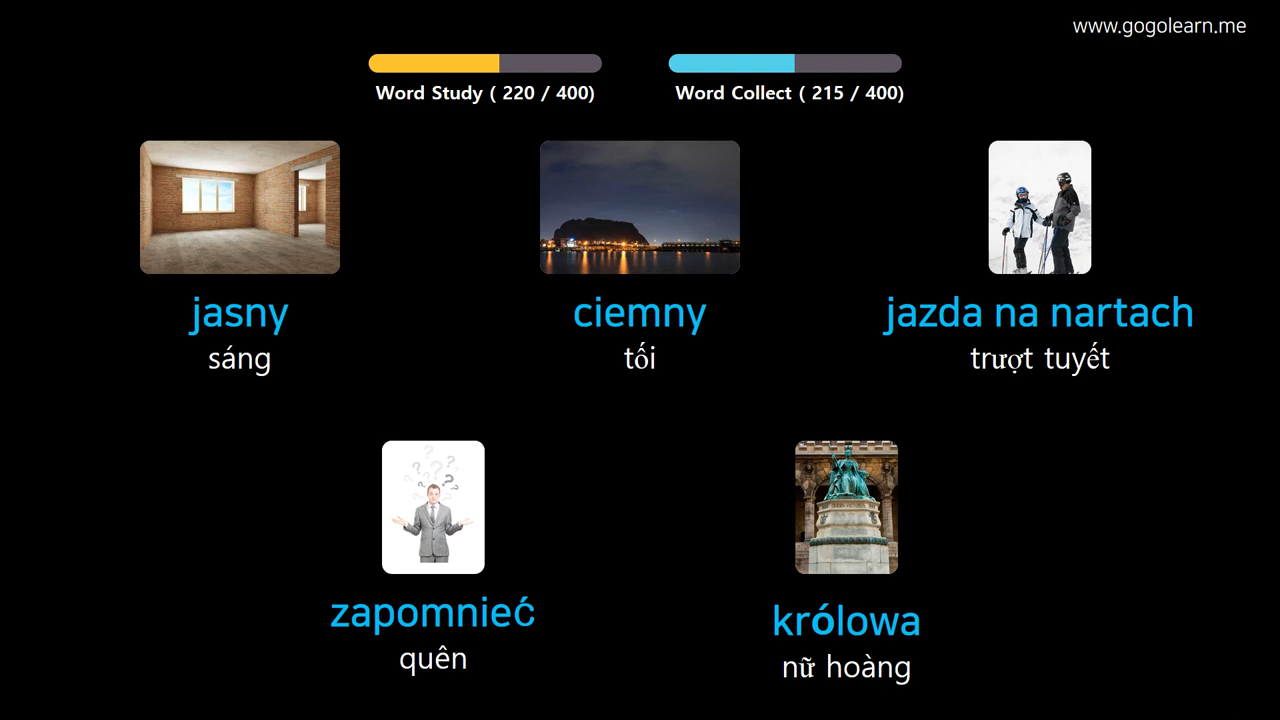 www.gogolearn.me
Word Study ( 220 / 400)
Word Collect ( 215 / 400)
jasny
ciemny
jazda na nartach
sáng
tối
trượt tuyết
zapomnieć
królowa
quên
nữ hoàng